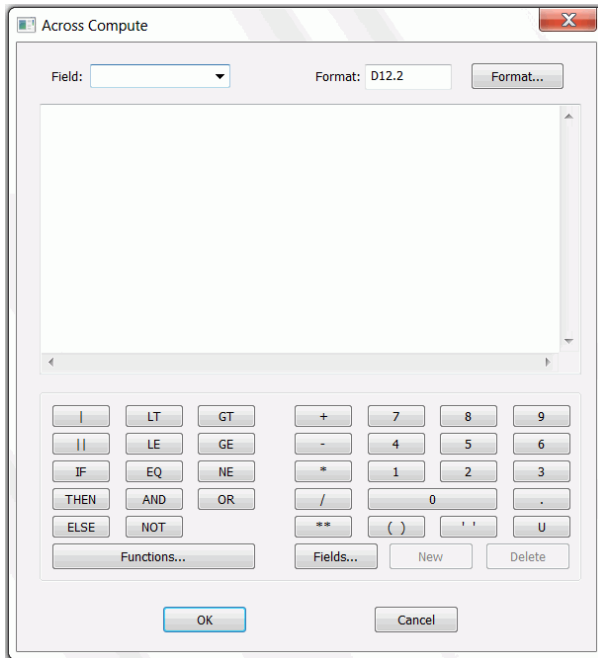 Across Compute
Field: Format: D12.2 Format...
| LT GT + 7 8 9
|| LE GE - 4 5 6
IF EQ NE * 1 2 3
THEN AND OR / 0 .
ELSE NOT ** ( ) ' ' U
Functions... Fields... New Delete
OK Cancel